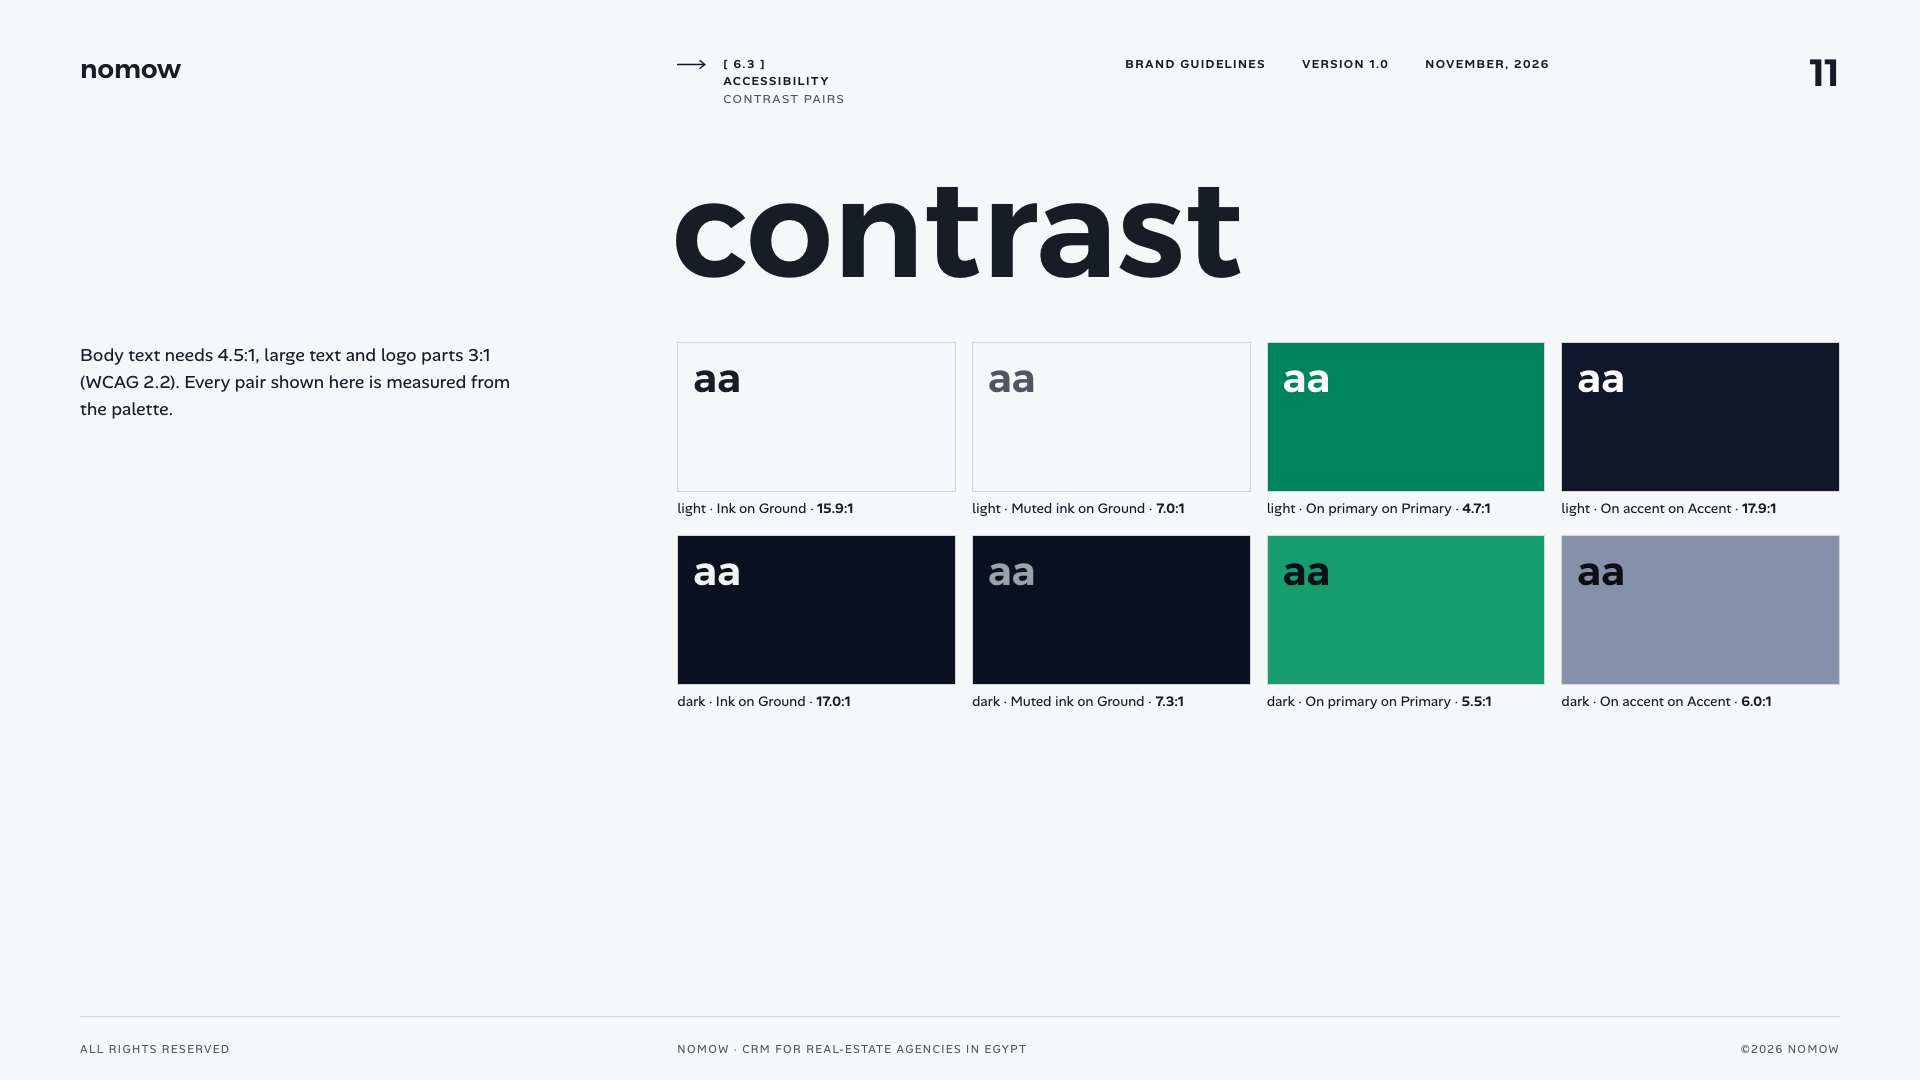 nomow
[ 6.3 ]
ACCESSIBILITY
CONTRAST PAIRS
BRAND GUIDELINES
VERSION 1.0
NOVEMBER, 2026
11
contrast
Body text needs 4.5:1, large text and logo parts 3:1
(WCAG 2.2). Every pair shown here is measured from
the palette.
aa
aa
aa
aa
light · Ink on Ground · 15.9:1
light · Muted ink on Ground · 7.0:1
light · On primary on Primary · 4.7:1
light · On accent on Accent · 17.9:1
aa
aa
aa
aa
dark · Ink on Ground · 17.0:1
dark · Muted ink on Ground · 7.3:1
dark · On primary on Primary · 5.5:1
dark · On accent on Accent · 6.0:1
ALL RIGHTS RESERVED
NOMOW · CRM FOR REAL-ESTATE AGENCIES IN EGYPT
©2026 NOMOW